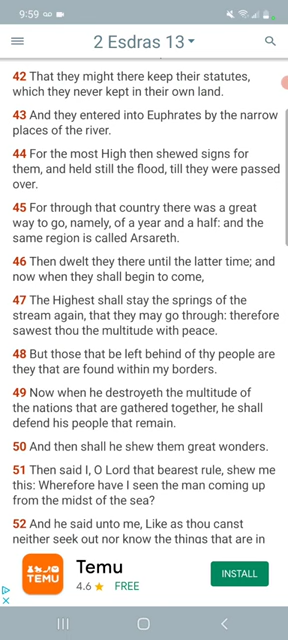 9:59
2 Esdras 13
42 That they might there keep their statutes,
which they never kept in their own land.
43 And they entered into Euphrates by the narrow
places of the river.
44 For the most High then shewed signs for
them, and held still the flood, till they were passed
over.
45 For through that country there was a great
way to go, namely, of a year and a half: and the
same region is called Arsareth.
46 Then dwelt they there until the latter time; and
now when they shall begin to come,
47 The Highest shall stay the springs of the
stream again, that they may go through: therefore
sawest thou the multitude with peace.
48 But those that be left behind of thy people are
they that are found within my borders.
49 Now when he destroyeth the multitude of
the nations that are gathered together, he shall
defend his people that remain.
50 And then shall he shew them great wonders.
51 Then said I, O Lord that bearest rule, shew me
this: Wherefore have I seen the man coming up
from the midst of the sea?
52 And he said unto me, Like as thou canst
neither seek out nor know the things that are in
TEMU
Temu
4.6 ★ FREE
INSTALL